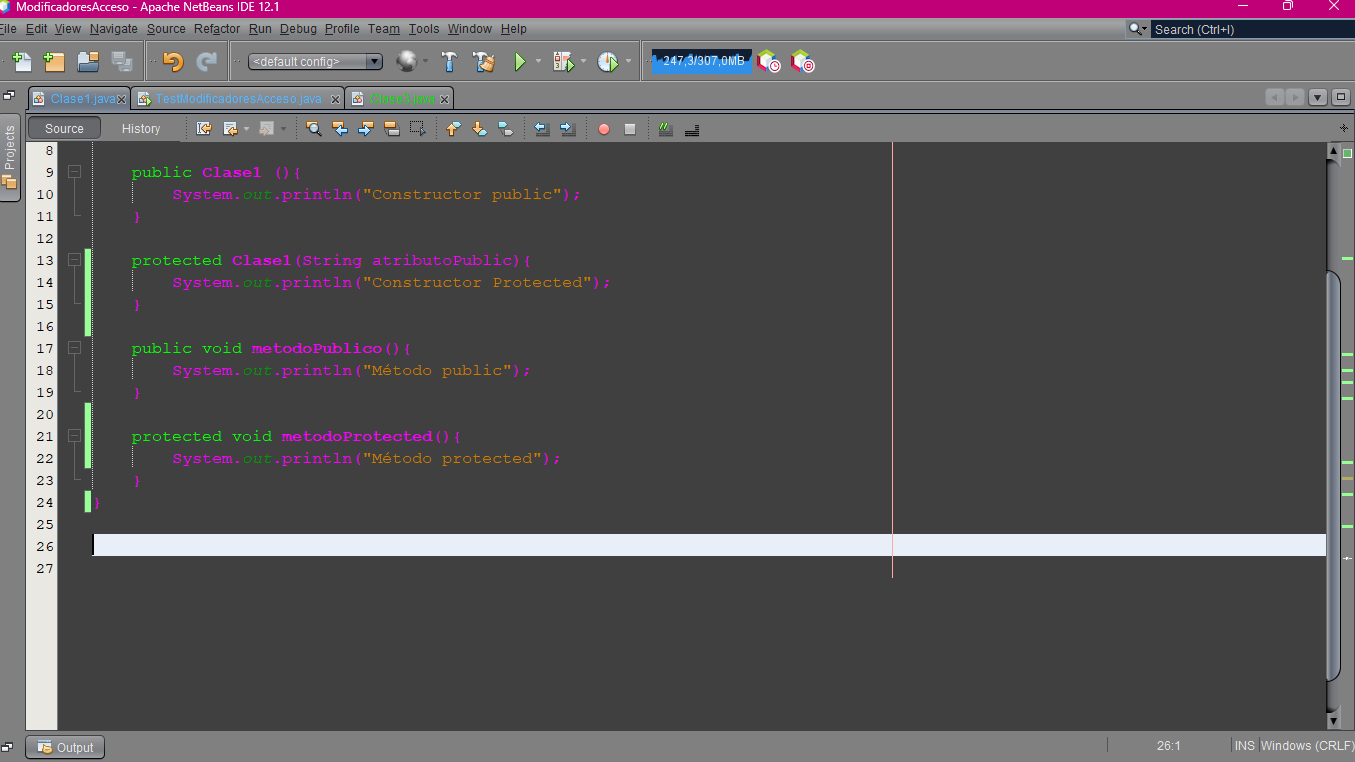 ModificadoresAcceso - Apache NetBeans IDE 12.1
File Edit View Navigate Source Refactor Run Debug Profile Team Tools Window Help
Search (Ctrl+I)
<default config>
247,3/307,0MB
Clase1.java TestModificadoresAcceso.java
Projects
Source History
8
9 public Clase1 (){
10 System.out.println("Constructor public");
11 }
12
13 protected Clase1(String atributoPublic){
14 System.out.println("Constructor Protected");
15 }
16
17 public void metodoPublico(){
18 System.out.println("Método public");
19 }
20
21 protected void metodoProtected(){
22 System.out.println("Método protected");
23 }
24 }
25
26
27
Output
26:1 INS Windows (CRLF)